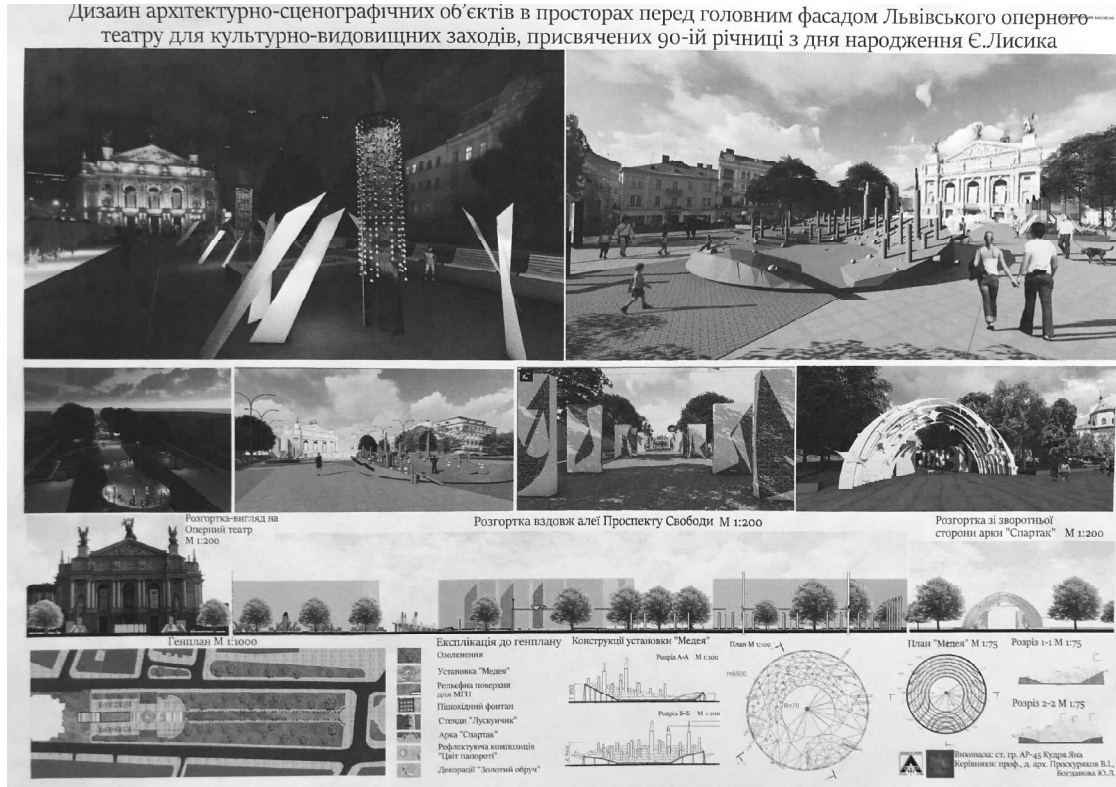 Дизайн архітектурно-сценографічних об’єктів в просторах перед головним фасадом Львівського оперного
театру для культурно-видовищних заходів, присвячених 90-ій річниці з дня народження Є.Лисика
Розгортка-вигляд на
Оперний театр
М 1:200
Розгортка вздовж алеї Проспекту Свободи М 1:200
Розгортка зі зворотньої
сторони арки "Спартак" М 1:200
Генплан М 1:1000
Експлікація до генплану
Озеленення
Установка "Медея"
Рельєфна поверхня
для МГН
Пішохідний фонтан
Стенди "Лускунчик"
Арка "Спартак"
Рефлектуюча композиція
"Цвіт папороті"
Декорації "Золотий обруч"
Конструкції установки "Медея"
Розріз А-А М 1:100
Розріз Б-Б М 1:100
План М 1:100
План "Медея" М 1:75
Розріз 1-1 М 1:75
Розріз 2-2 М 1:75
Виконала: ст. гр. АР-45 Кудря Яна
Керівники: проф., д. арх. Проскуряков В.І.,
Богданова Ю.Л.